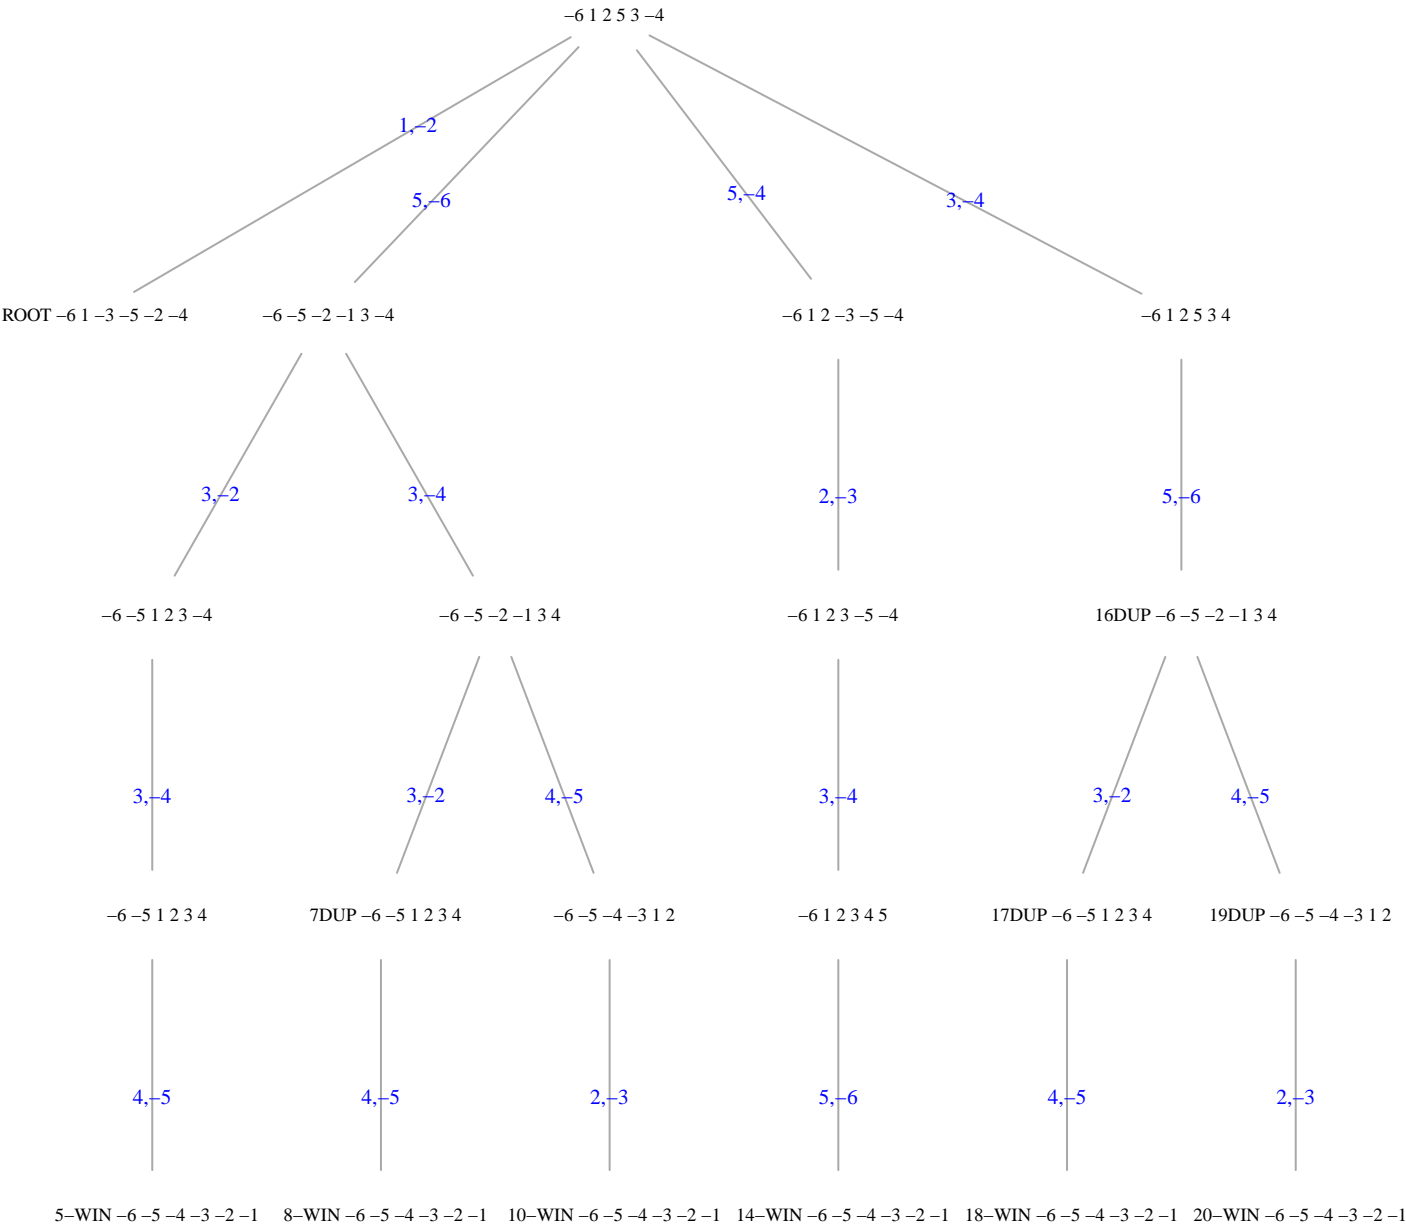 –6 1 2 5 3 –4
1,–2
5,–6
5,–4
3,–4
ROOT –6 1 –3 –5 –2 –4
–6 –5 –2 –1 3 –4
–6 1 2 –3 –5 –4
–6 1 2 5 3 4
3,–2
3,–4
2,–3
5,–6
–6 –5 1 2 3 –4
–6 –5 –2 –1 3 4
–6 1 2 3 –5 –4
16DUP –6 –5 –2 –1 3 4
3,–4
3,–2
4,–5
3,–4
3,–2
4,–5
–6 –5 1 2 3 4
7DUP –6 –5 1 2 3 4
–6 –5 –4 –3 1 2
–6 1 2 3 4 5
17DUP –6 –5 1 2 3 4
19DUP –6 –5 –4 –3 1 2
4,–5
4,–5
2,–3
5,–6
4,–5
2,–3
5–WIN –6 –5 –4 –3 –2 –1
8–WIN –6 –5 –4 –3 –2 –1
10–WIN –6 –5 –4 –3 –2 –1
14–WIN –6 –5 –4 –3 –2 –1
18–WIN –6 –5 –4 –3 –2 –1
20–WIN –6 –5 –4 –3 –2 –1